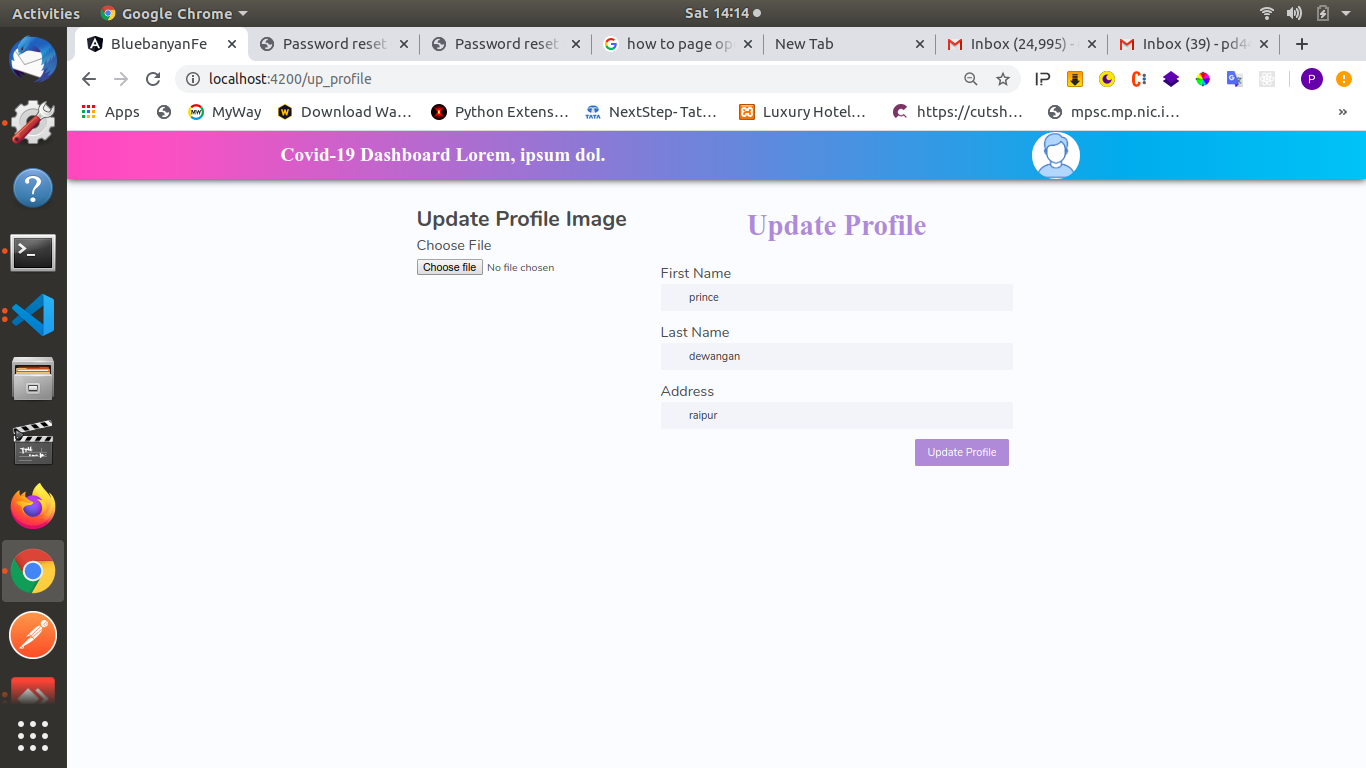 Activities
Google Chrome
Sat 14:14
BluebanyanFe
Password reset
Password reset
how to page op
New Tab
Inbox (24,995) -
Inbox (39) - pd4
localhost:4200/up_profile
P
Apps
MyWay
Download Wa…
Python Extens…
TATA
NextStep- Tat…
Luxury Hotel…
https://cutsh…
mpsc.mp.nic.i…
»
Covid-19 Dashboard Lorem, ipsum dol.
Update Profile Image
Choose File
Choose file No file chosen
Update Profile
First Name
prince
Last Name
dewangan
Address
raipur
Update Profile